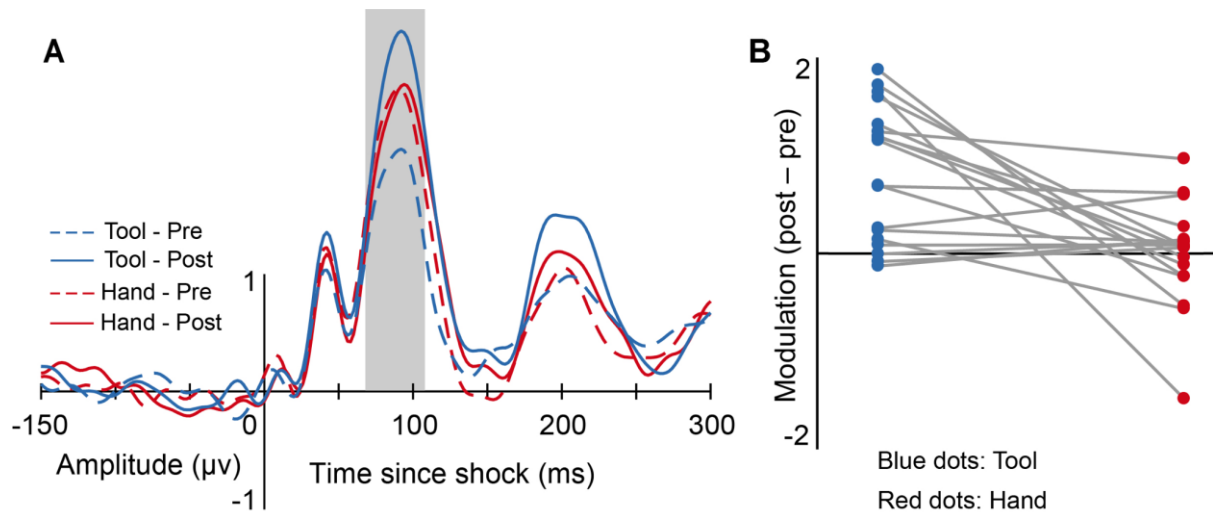 A
Tool - Pre
Tool - Post
Hand - Pre
Hand - Post
1
-150
0
100
200
300
Amplitude (μv)
Time since shock (ms)
-1
B
2
Modulation (post – pre)
-2
Blue dots: Tool
Red dots: Hand